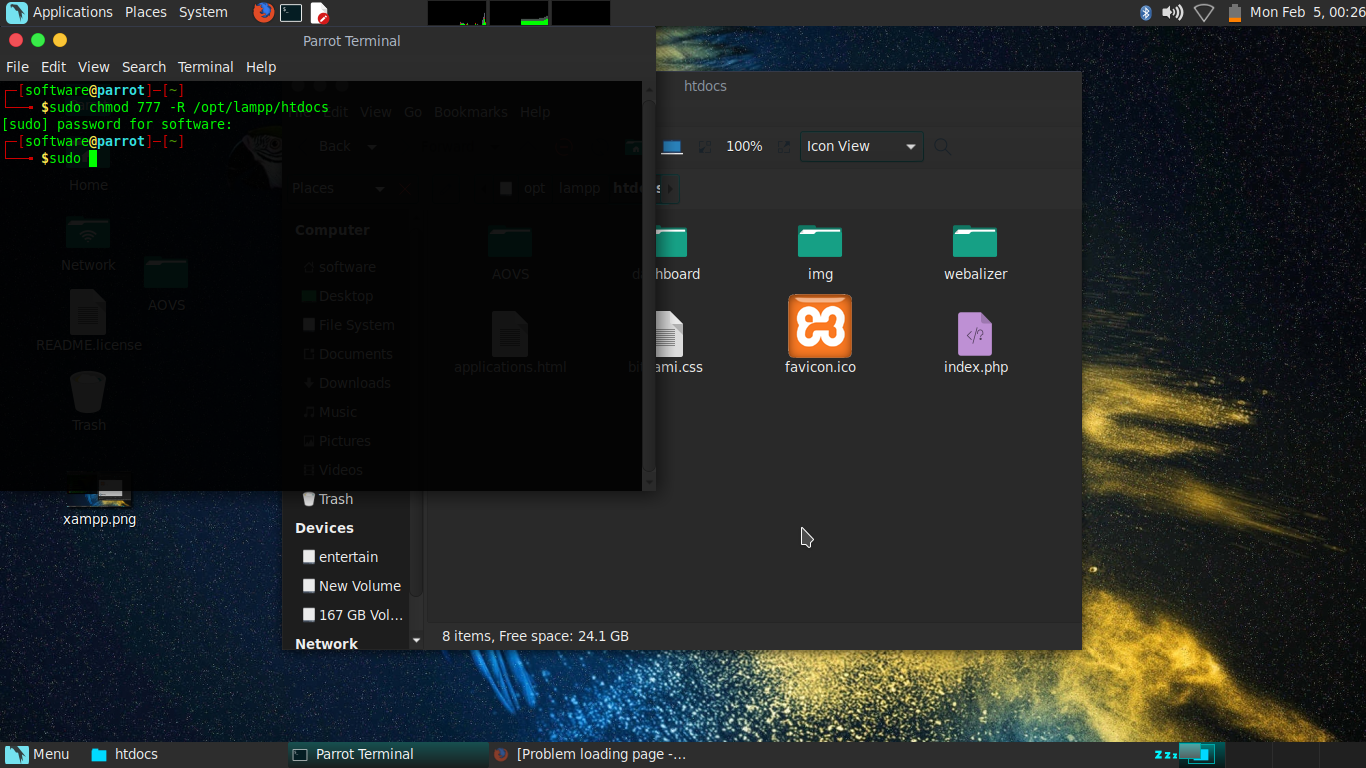 Applications Places System
Mon Feb 5, 00:26
Parrot Terminal
File Edit View Search Terminal Help
┌─[software@parrot]─[~]
└──╼ $sudo chmod 777 -R /opt/lampp/htdocs
[sudo] password for software:
┌─[software@parrot]─[~]
└──╼ $sudo
htdocs
Edit View Go Bookmarks Help
Back
100%
Icon View
Places
opt lampp htdocs
Computer
software
Desktop
File System
Documents
Downloads
Music
Pictures
Videos
Trash
Devices
entertain
New Volume
167 GB Vol...
Network
AOVS
dashboard
img
webalizer
applications.html
bitnami.css
favicon.ico
index.php
8 items, Free space: 24.1 GB
Home
Network
AOVS
README.license
Trash
xampp.png
Menu
htdocs
Parrot Terminal
[Problem loading page -...
zzz